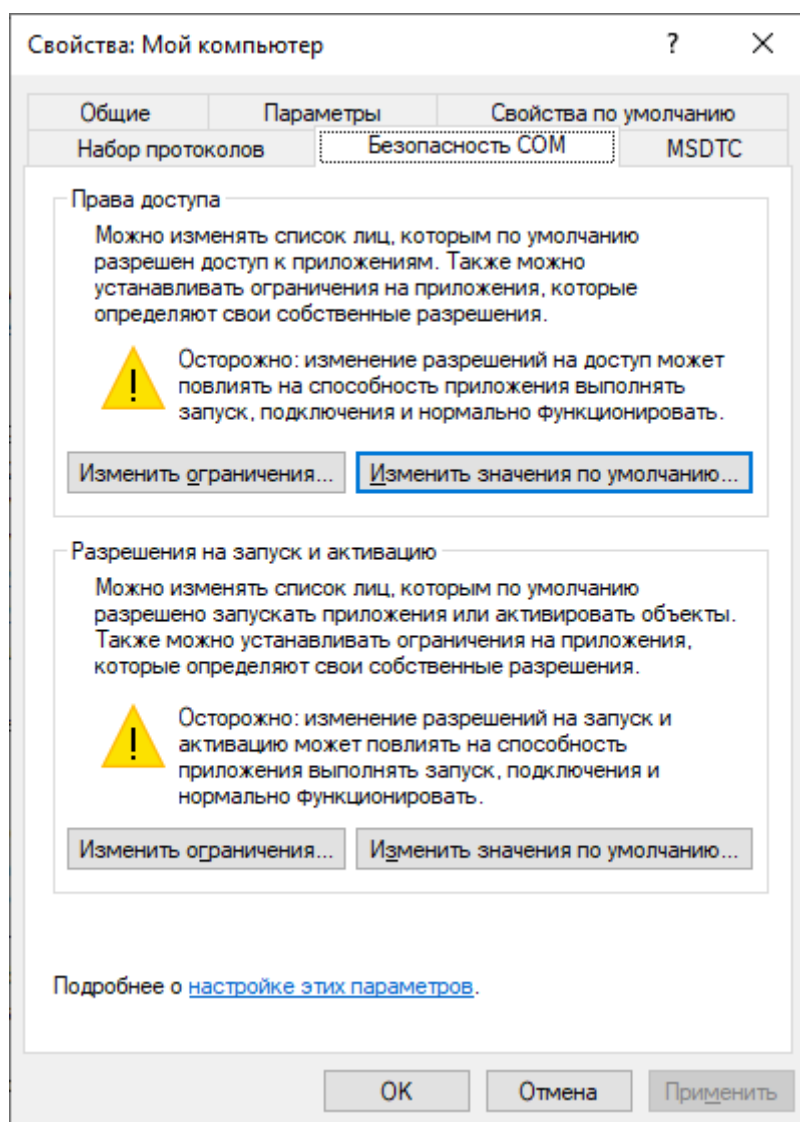 Свойства: Мой компьютер
?
Общие
Параметры
Свойства по умолчанию
Набор протоколов
Безопасность COM
MSDTC
Права доступа
Можно изменять список лиц, которым по умолчанию
разрешен доступ к приложениям. Также можно
устанавливать ограничения на приложения, которые
определяют свои собственные разрешения.
Осторожно: изменение разрешений на доступ может
повлиять на способность приложения выполнять
запуск, подключения и нормально функционировать.
Изменить ограничения...
Изменить значения по умолчанию...
Разрешения на запуск и активацию
Можно изменять список лиц, которым по умолчанию
разрешено запускать приложения или активировать объекты.
Также можно устанавливать ограничения на приложения,
которые определяют свои собственные разрешения.
Осторожно: изменение разрешений на запуск и
активацию может повлиять на способность
приложения выполнять запуск, подключения и
нормально функционировать.
Изменить ограничения...
Изменить значения по умолчанию...
Подробнее о настройке этих параметров.
OK
Отмена
Применить